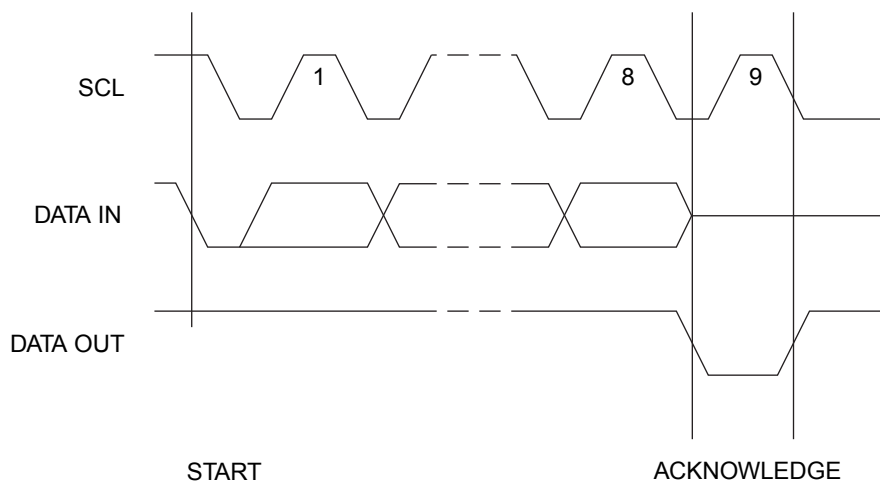 SCL
1
8
9
DATA IN
DATA OUT
START
ACKNOWLEDGE